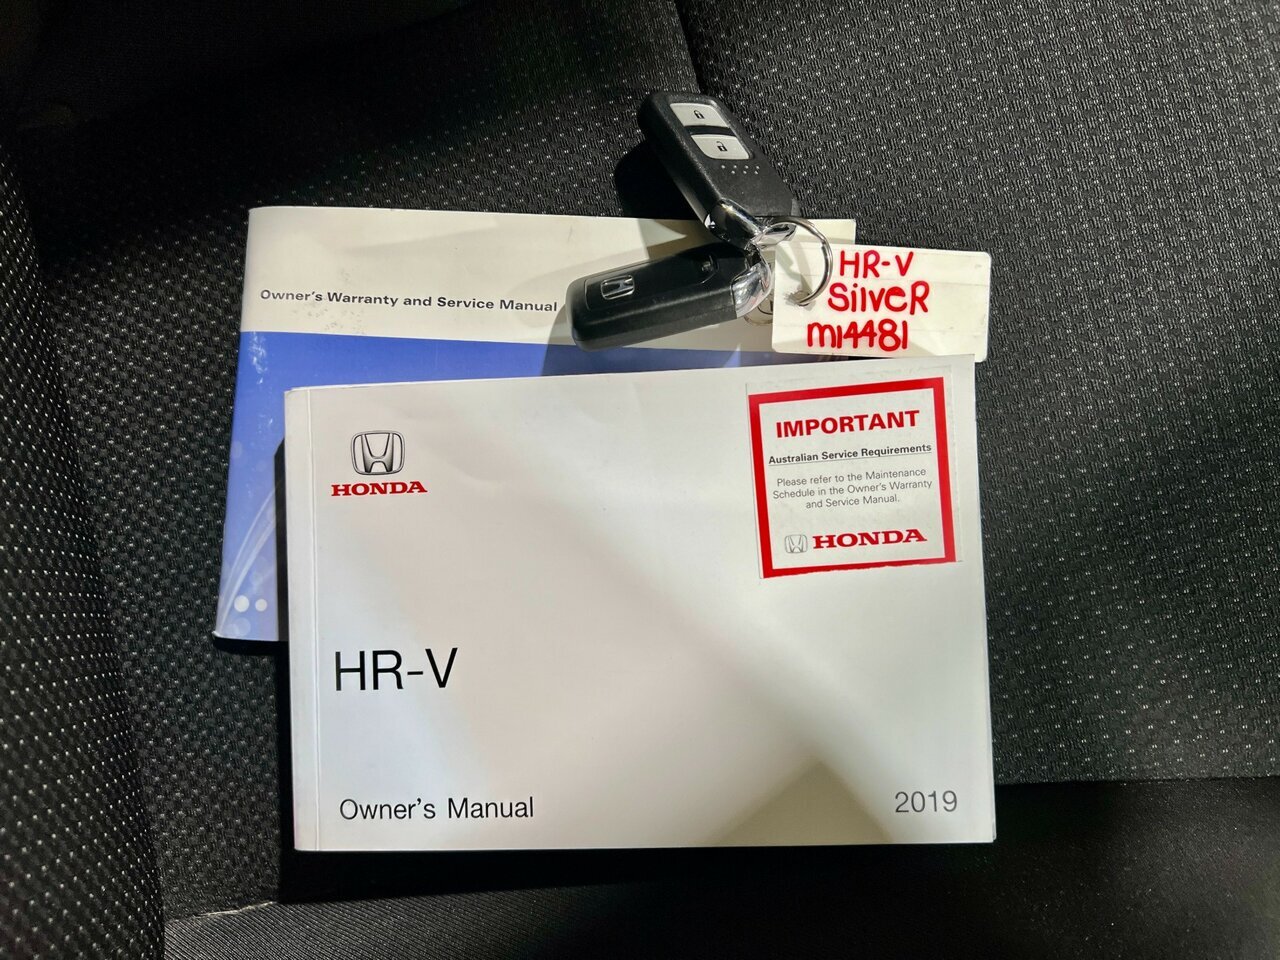 HR-V
SilveR
m14481
Owner's Warranty and Service Manual
IMPORTANT
Australian Service Requirements
Please refer to the Maintenance
Schedule in the Owner's Warranty
and Service Manual.
HONDA
HONDA
HR-V
Owner's Manual
2019